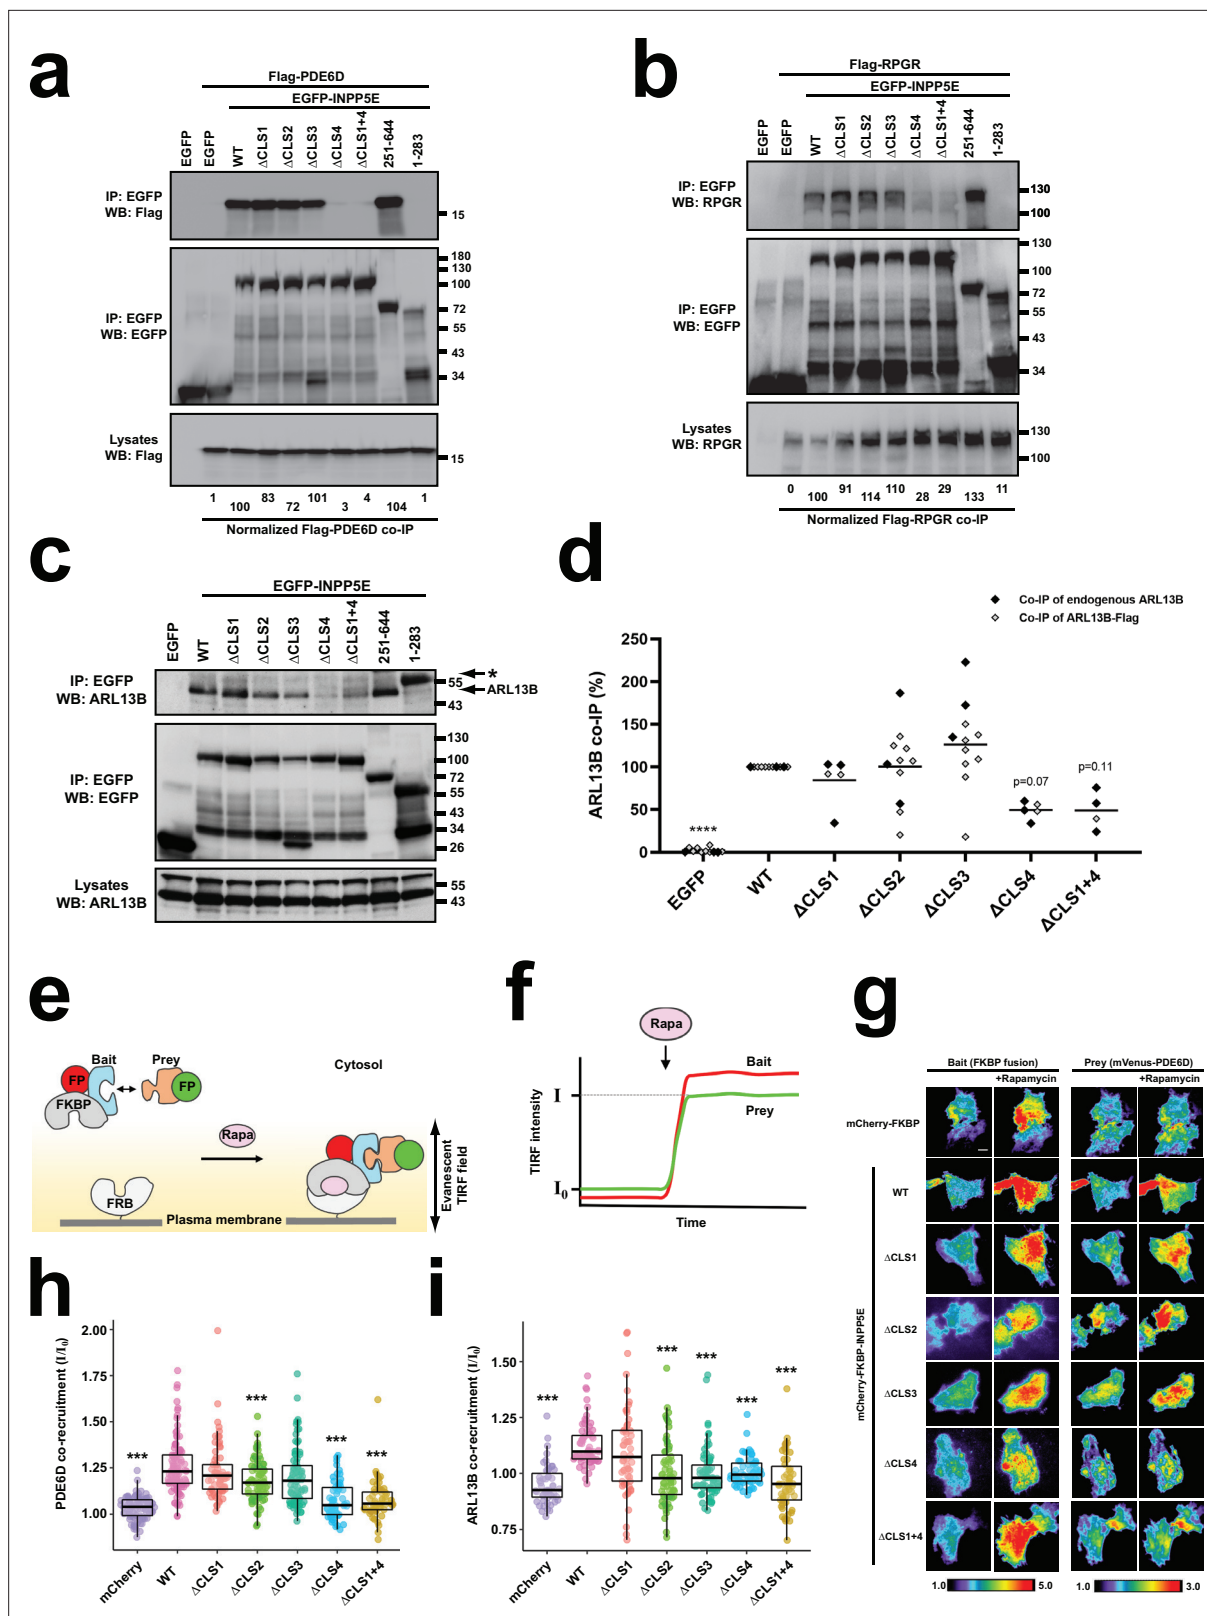 a
Flag-PDE6D
EGFP-INPP5E
EGFP
EGFP
WT
ΔCLS1
ΔCLS2
ΔCLS3
ΔCLS4
ΔCLS1+4
251-644
1-283
IP: EGFP
WB: Flag
15
IP: EGFP
WB: EGFP
180
130
100
72
55
43
34
Lysates
WB: Flag
15
1 100 83 72 101 3 4 104 1
Normalized Flag-PDE6D co-IP
b
Flag-RPGR
EGFP-INPP5E
EGFP
EGFP
WT
ΔCLS1
ΔCLS2
ΔCLS3
ΔCLS4
ΔCLS1+4
251-644
1-283
IP: EGFP
WB: RPGR
130
100
IP: EGFP
WB: EGFP
130
100
72
55
43
34
Lysates
WB: RPGR
130
100
0 100 91 114 110 28 29 133 11
Normalized Flag-RPGR co-IP
c
EGFP-INPP5E
EGFP
WT
ΔCLS1
ΔCLS2
ΔCLS3
ΔCLS4
ΔCLS1+4
251-644
1-283
IP: EGFP
WB: ARL13B
*
55
ARL13B
43
IP: EGFP
WB: EGFP
130
100
72
55
43
34
26
Lysates
WB: ARL13B
55
43
d
Co-IP of endogenous ARL13B
Co-IP of ARL13B-Flag
ARL13B co-IP (%)
250
200
150
100
50
0
****
p=0.07
p=0.11
EGFP
WT
ΔCLS1
ΔCLS2
ΔCLS3
ΔCLS4
ΔCLS1+4
e
Bait
Prey
Cytosol
FP
FP
FKBP
Rapa
FRB
Plasma membrane
Evanescent
TIRF field
f
Rapa
Bait
Prey
I
I0
TIRF intensity
Time
g
Bait (FKBP fusion)
Prey (mVenus-PDE6D)
+Rapamycin
+Rapamycin
mCherry-FKBP
mCherry-FKBP-INPP5E
WT
ΔCLS1
ΔCLS2
ΔCLS3
ΔCLS4
ΔCLS1+4
1.0 5.0
1.0 3.0
h
PDE6D co-recruitment (I/I0)
2.00
1.75
1.50
1.25
1.00
***
***
***
***
mCherry
WT
ΔCLS1
ΔCLS2
ΔCLS3
ΔCLS4
ΔCLS1+4
i
ARL13B co-recruitment (I/I0)
1.50
1.25
1.00
0.75
***
***
***
***
***
mCherry
WT
ΔCLS1
ΔCLS2
ΔCLS3
ΔCLS4
ΔCLS1+4